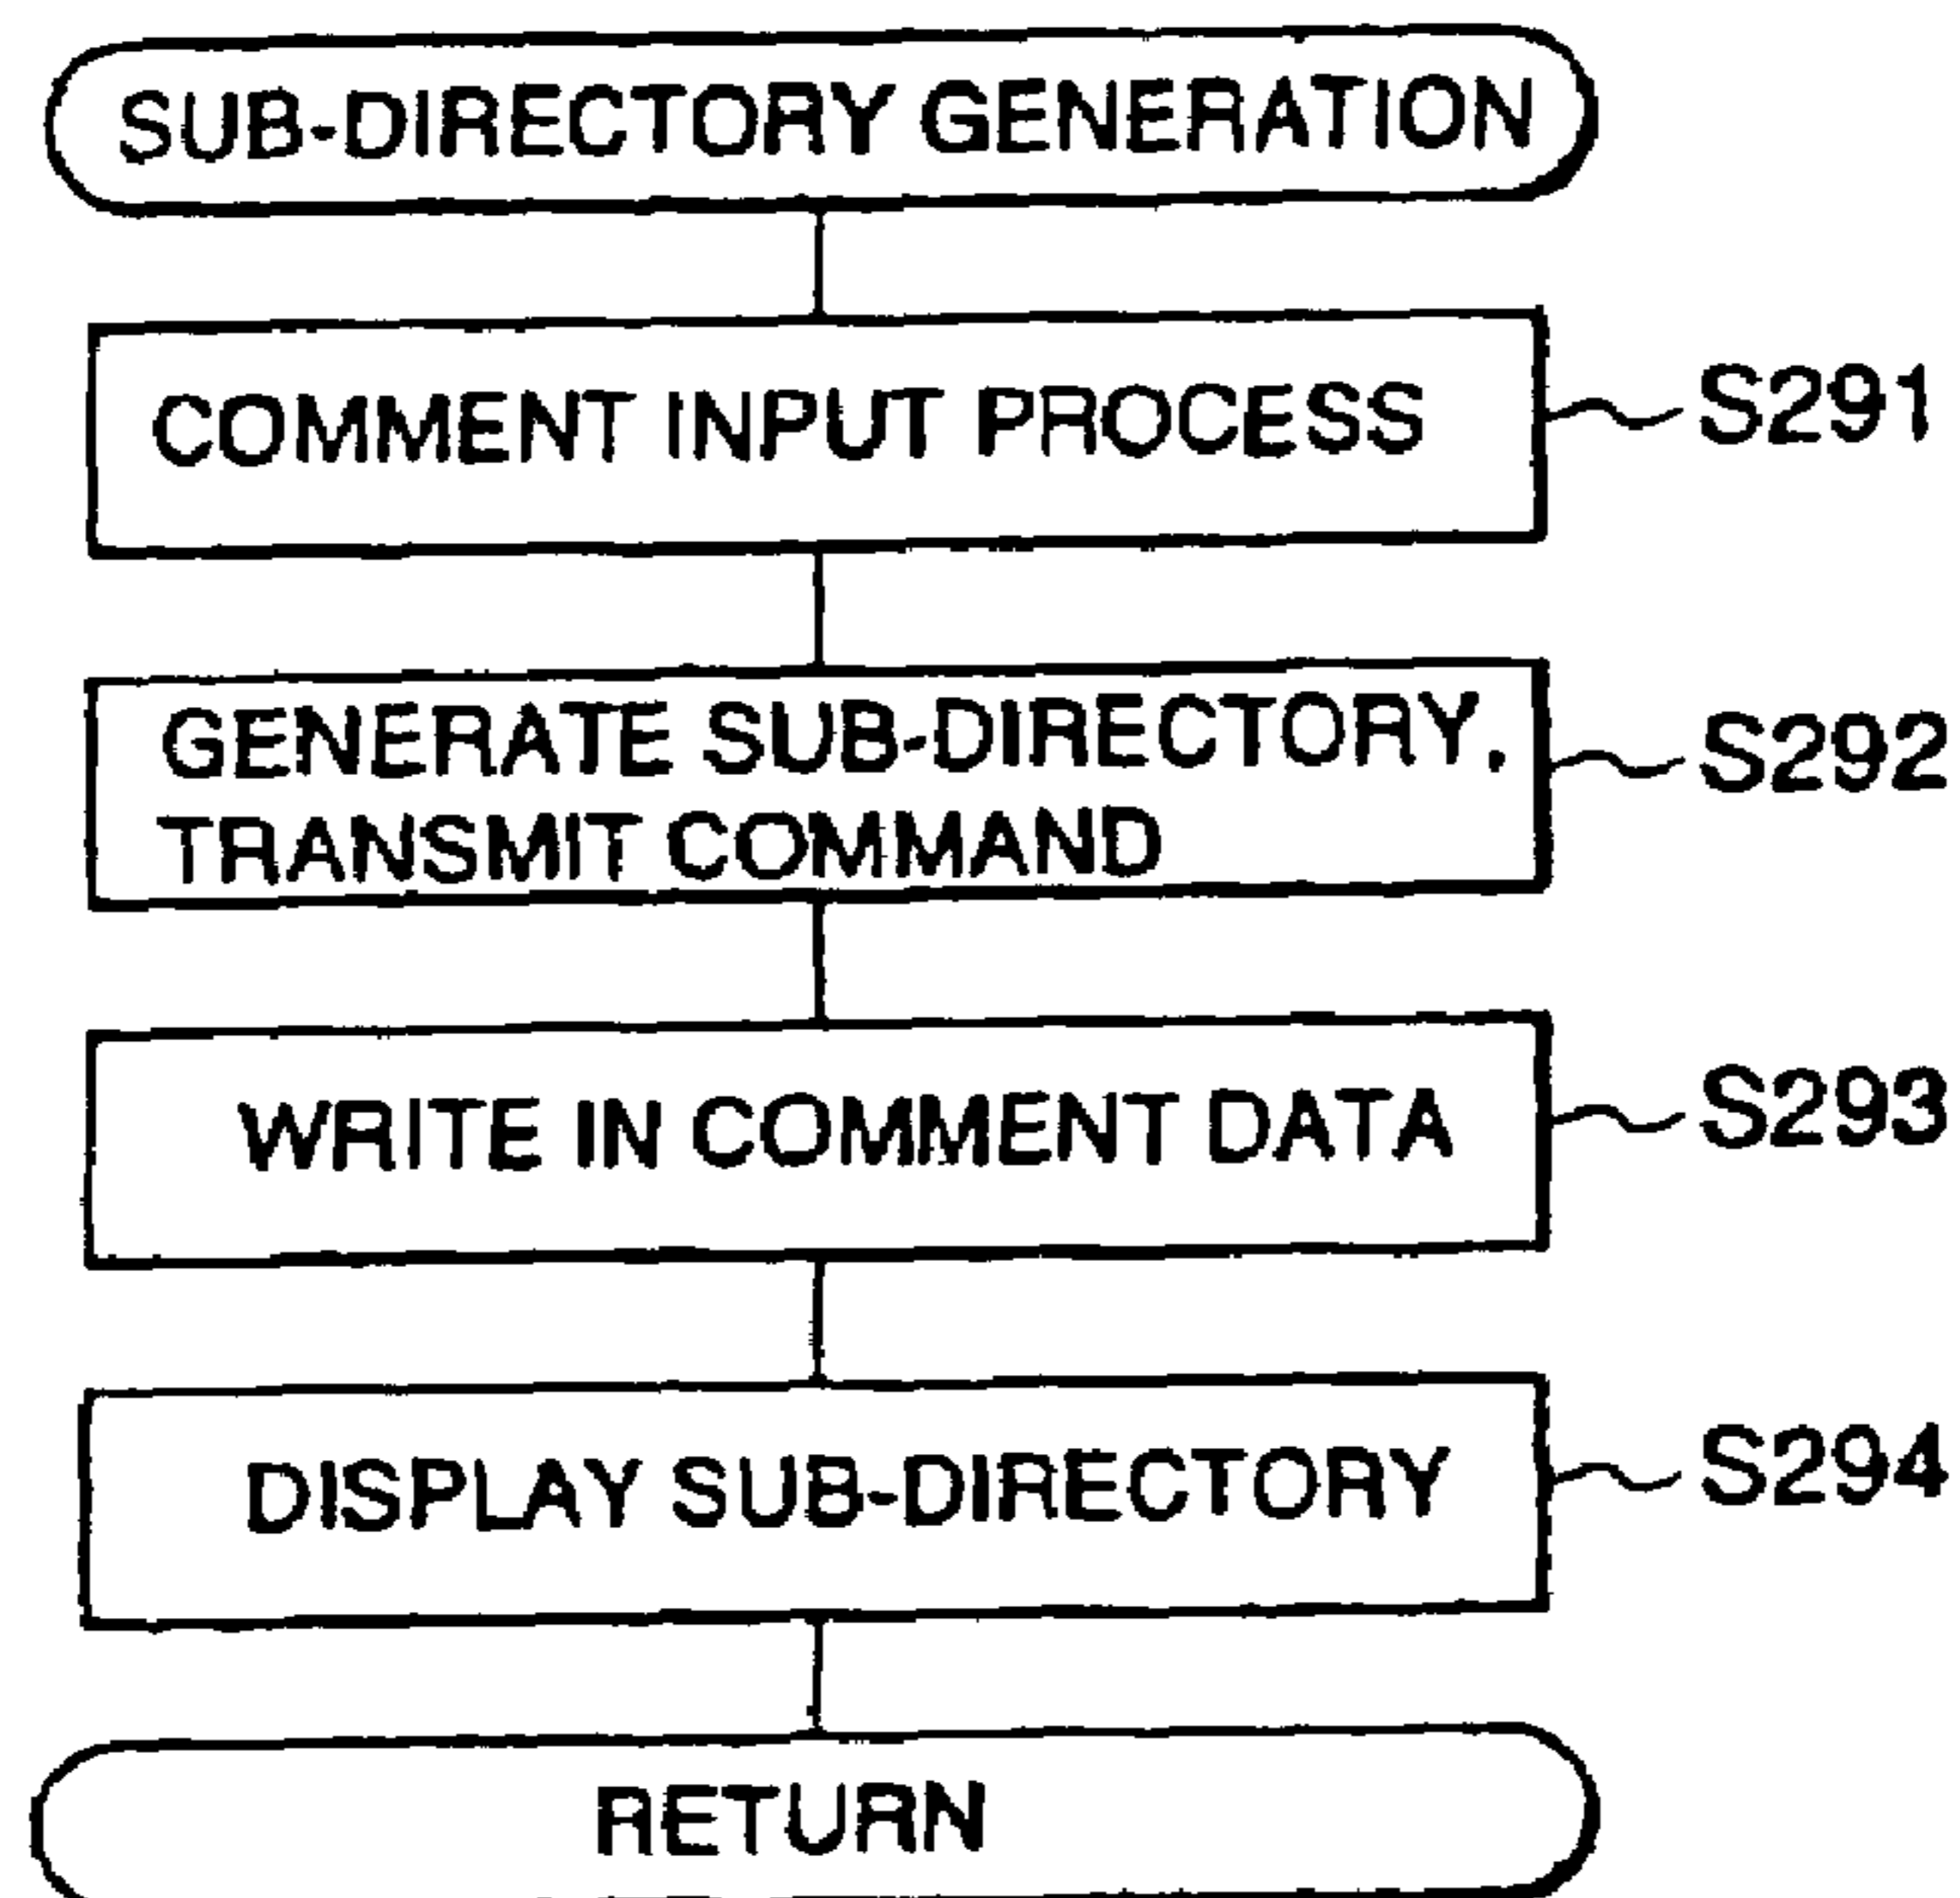 SUB-DIRECTORY GENERATION
COMMENT INPUT PROCESS
S291
GENERATE SUB-DIRECTORY,
TRANSMIT COMMAND
S292
WRITE IN COMMENT DATA
S293
DISPLAY SUB-DIRECTORY
S294
RETURN